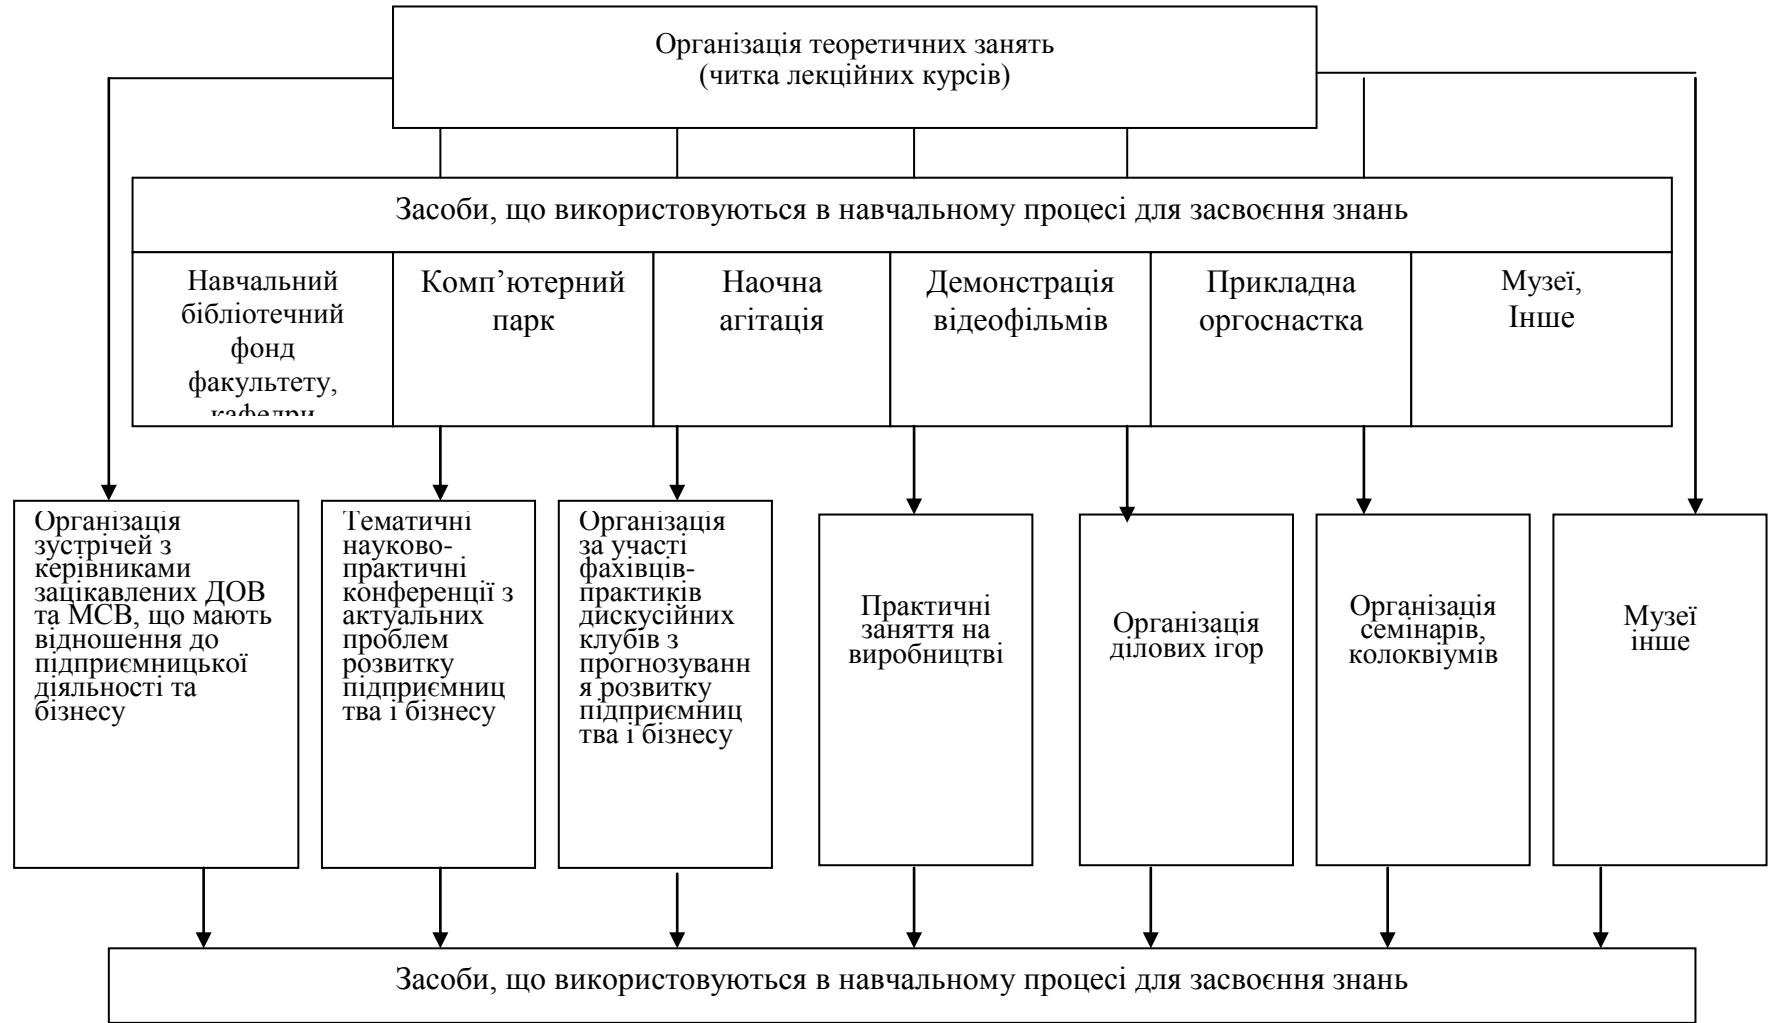 Організація теоретичних занять
(читка лекційних курсів)
Засоби, що використовуються в навчальному процесі для засвоєння знань
Навчальний
бібліотечний
фонд
факультету,
кафедри
Комп’ютерний
парк
Наочна
агітація
Демонстрація
відеофільмів
Прикладна
оргоснастка
Музеї,
Інше
Організація
зустрічей з
керівниками
зацікавлених ДОВ
та МСВ, що мають
відношення до
підприємницької
діяльності та
бізнесу
Тематичні
науково-
практичні
конференції з
актуальних
проблем
розвитку
підприємниц
тва і бізнесу
Організація
за участі
фахівців-
практиків
дискусійних
клубів з
прогнозуванн
я розвитку
підприємниц
тва і бізнесу
Практичні
заняття на
виробництві
Організація
ділових ігор
Організація
семінарів,
колоквіумів
Музеї
інше
Засоби, що використовуються в навчальному процесі для засвоєння знань